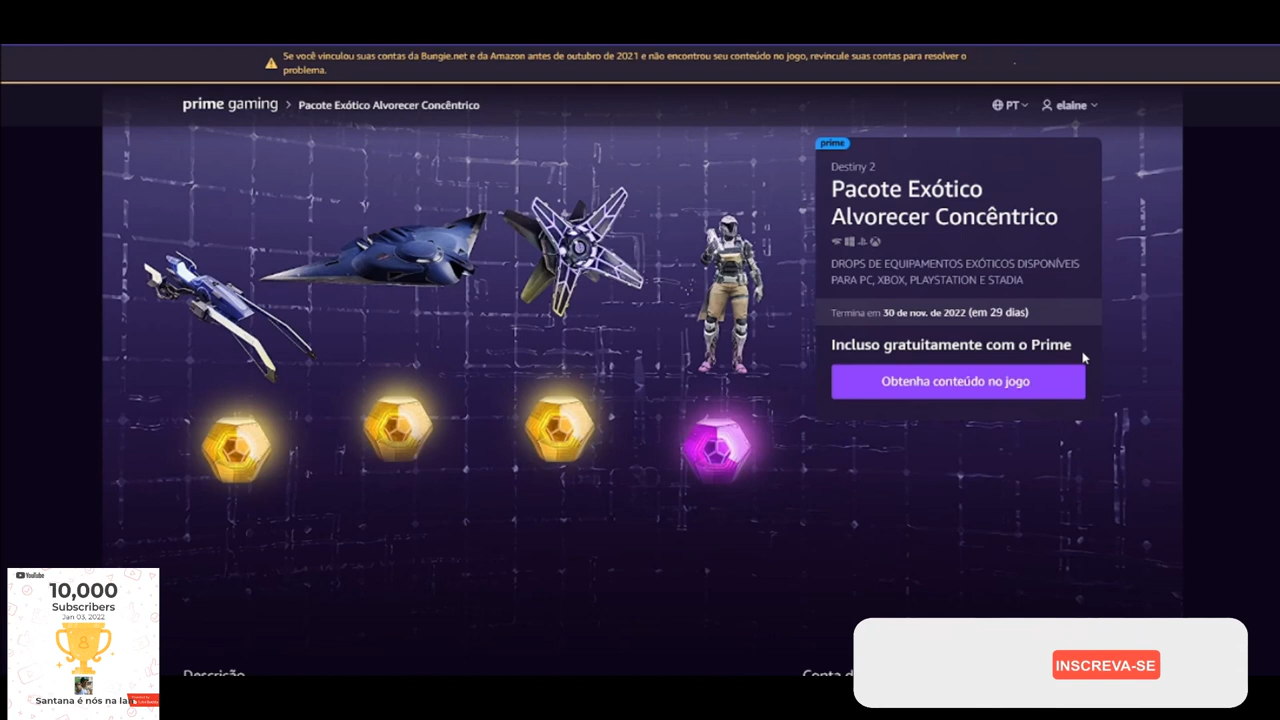 Se você vinculou suas contas da Bungie.net e da Amazon antes de outubro de 2021 e não encontrou seu conteúdo no jogo, revincule suas contas para resolver o
problema.
prime gaming > Pacote Exótico Alvorecer Concêntrico
PT
elaine
prime
Destiny 2
Pacote Exótico
Alvorecer Concêntrico
DROPS DE EQUIPAMENTOS EXÓTICOS DISPONÍVEIS
PARA PC, XBOX, PLAYSTATION E STADIA
Termina em 30 de nov. de 2022 (em 29 dias)
Incluso gratuitamente com o Prime
Obtenha conteúdo no jogo
YouTube
10,000
Subscribers
Jan 03, 2022
Santana é nós na
Descrição
Conta
INSCREVA-SE